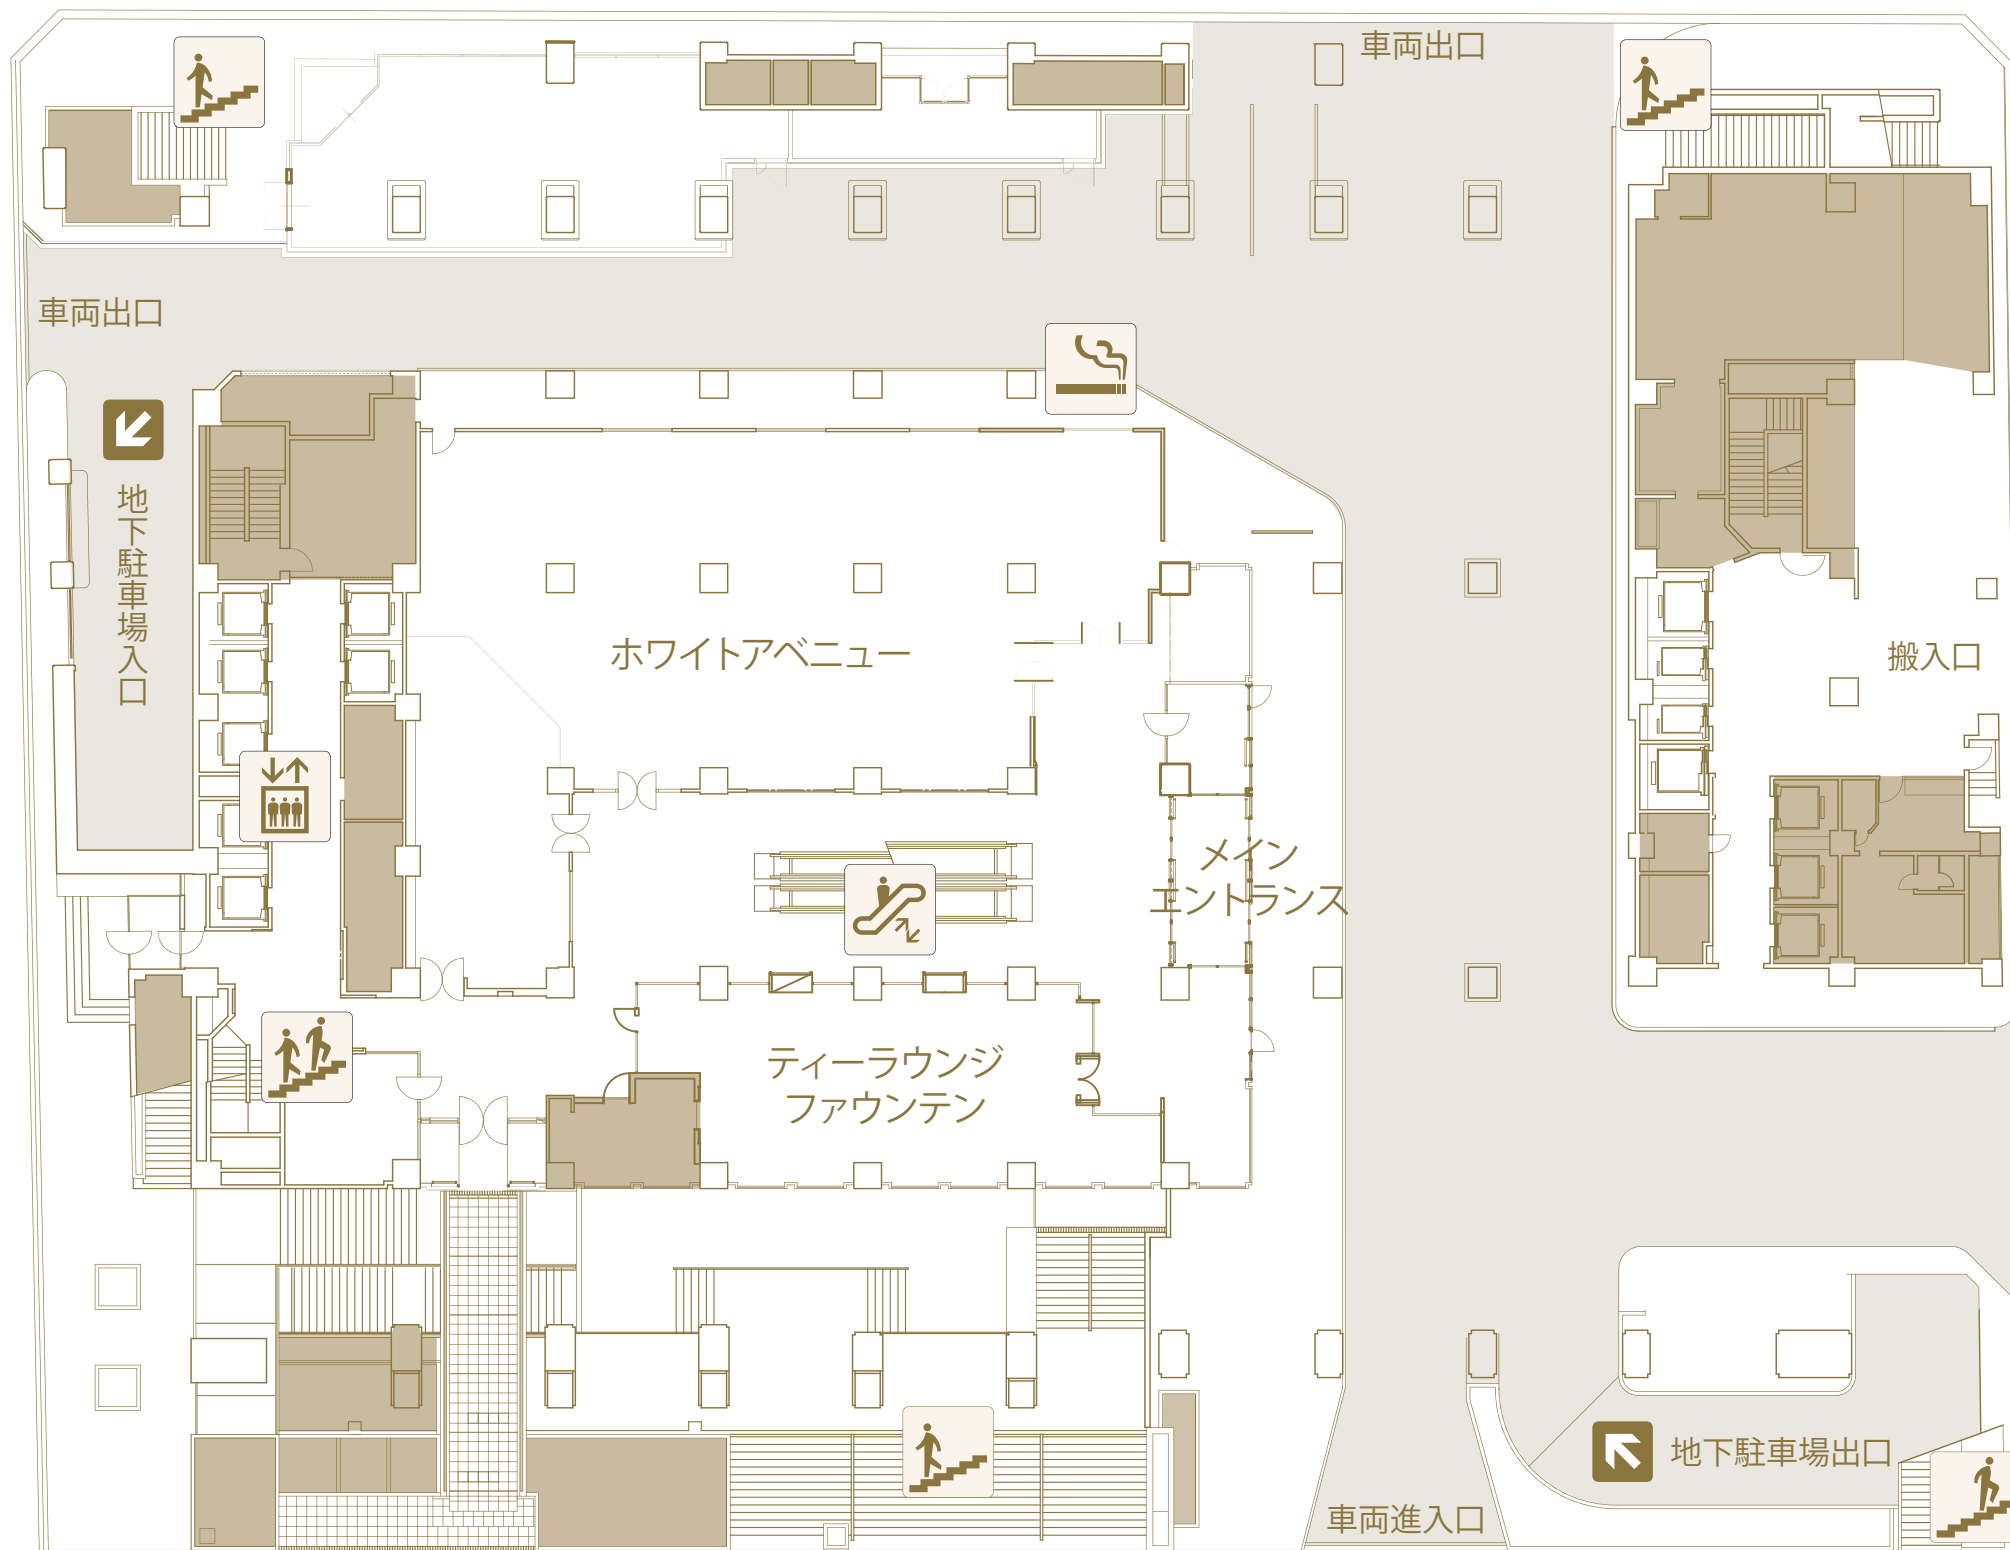 車両出口
車両出口
地下駐車場入口
ホワイトアベニュー
搬入口
メイン
エントランス
ティーラウンジ
ファウンテン
地下駐車場出口
車両進入口